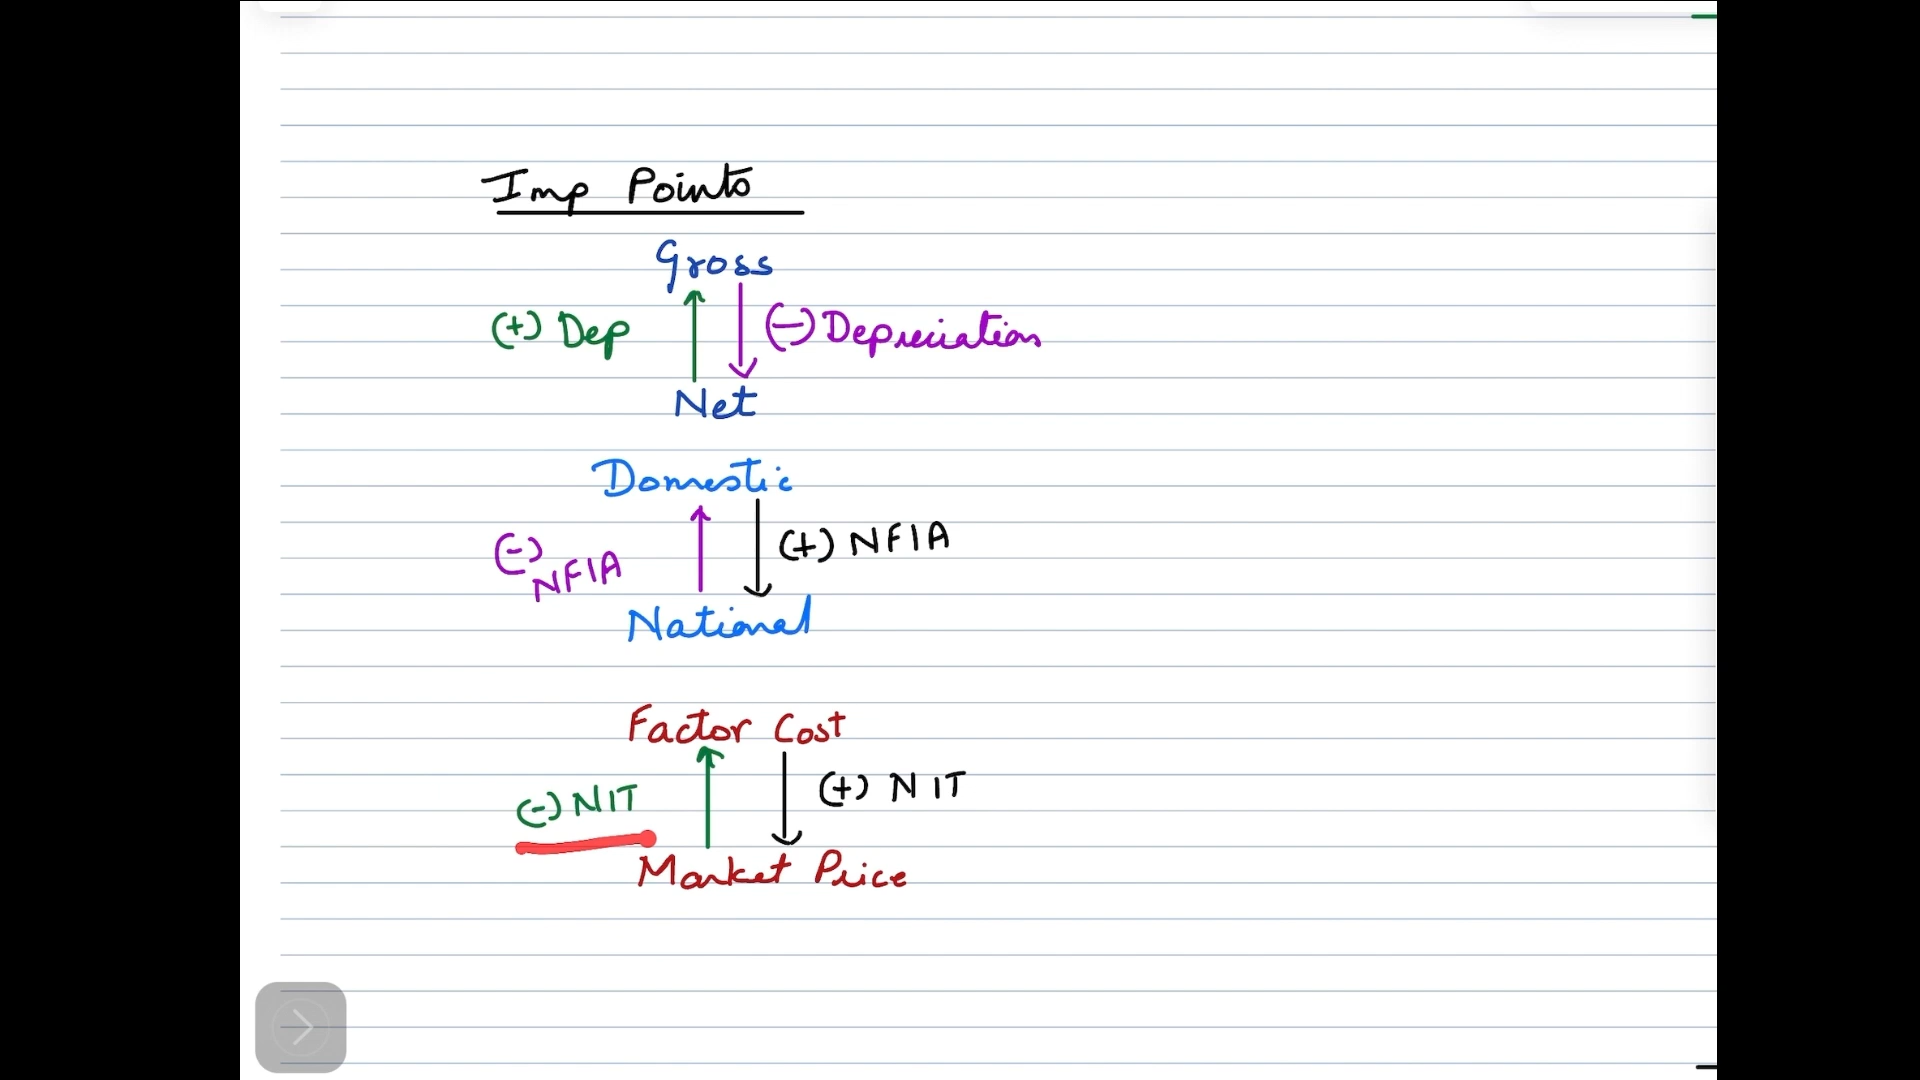 Imp Points
Gross
(+) Dep (-) Depreciation
Net
Domestic
(-) NFIA (+) NFIA
National
Factor Cost
(-) NIT (+) NIT
Market Price